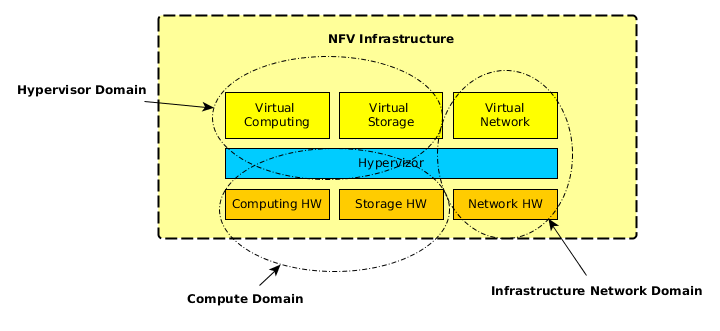 NFV Infrastructure
Hypervisor Domain
Virtual
Computing
Virtual
Storage
Virtual
Network
Hypervizor
Computing HW
Storage HW
Network HW
Compute Domain
Infrastructure Network Domain